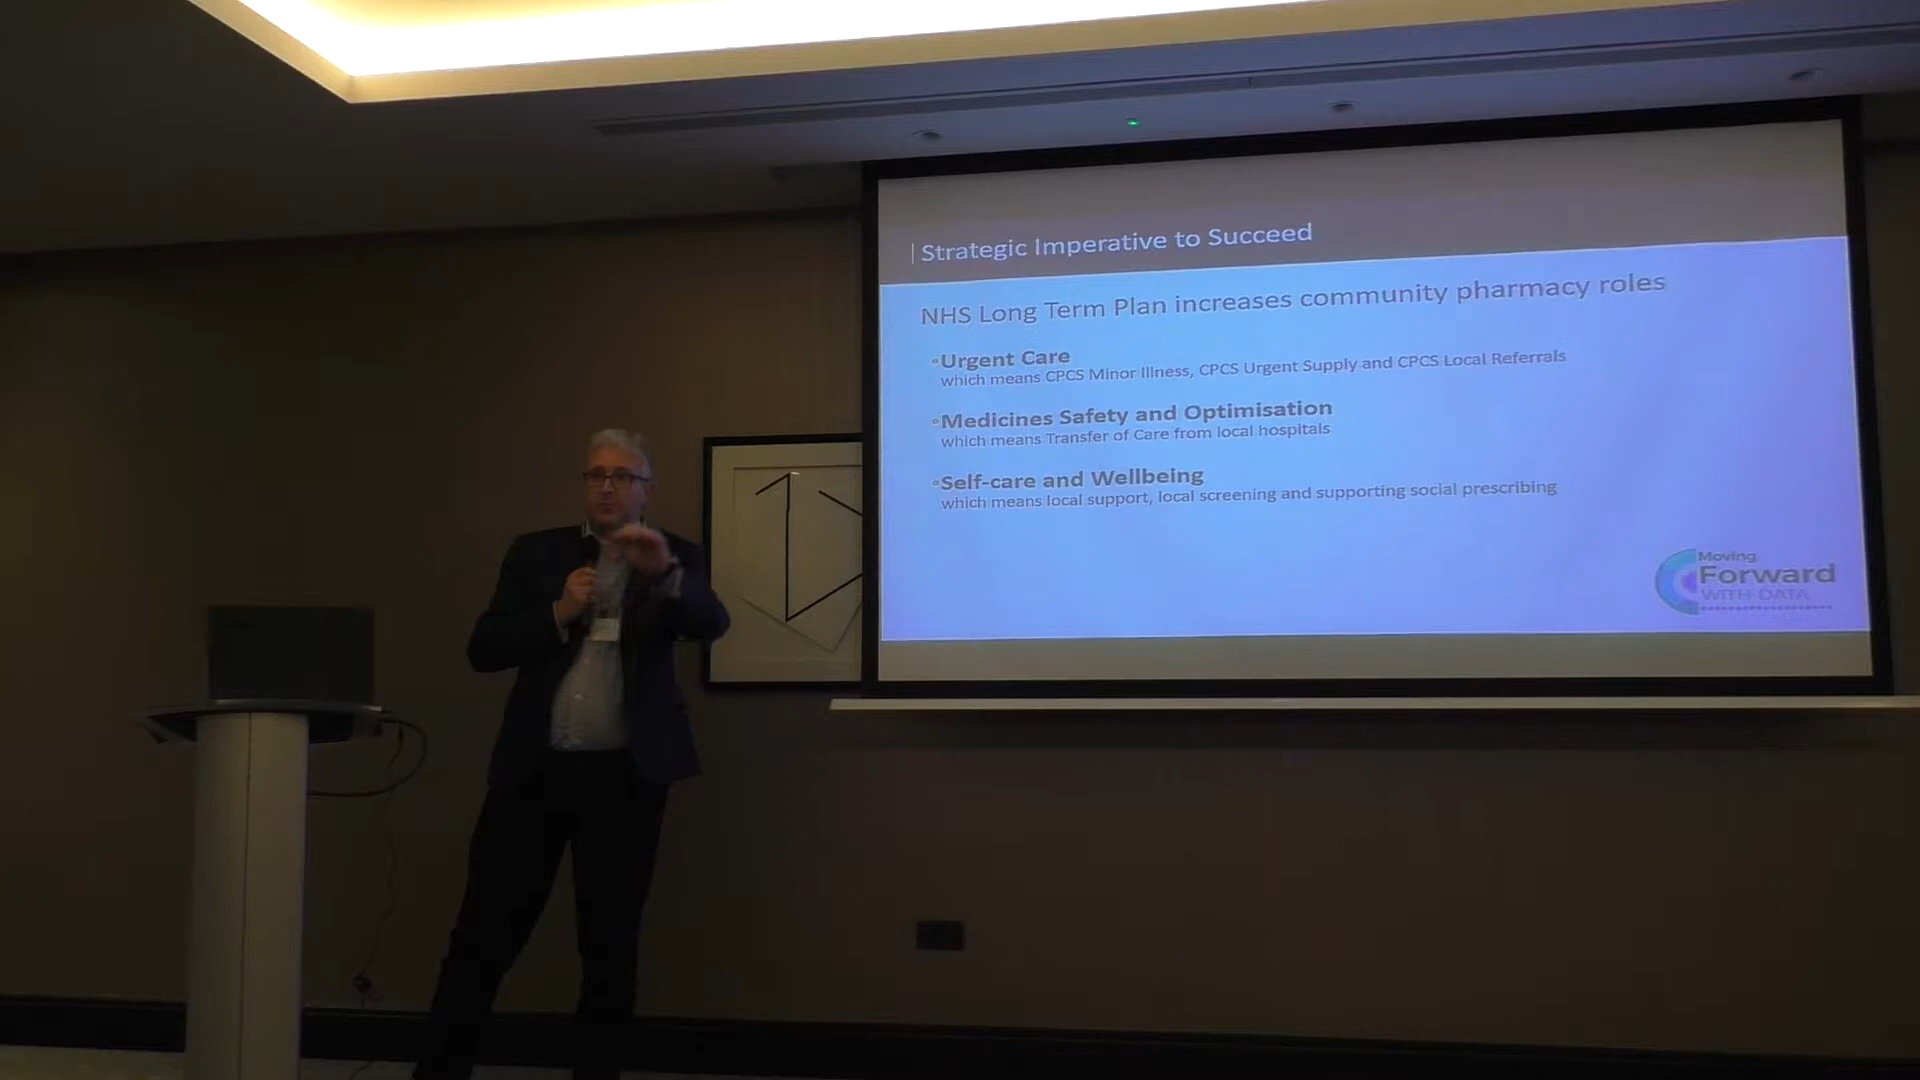 Strategic Imperative to Succeed
NHS Long Term Plan increases community pharmacy roles
Urgent Care
which means CPCS Minor Illness, CPCS Urgent Supply and CPCS Local Referrals
Medicines Safety and Optimisation
which means Transfer of Care from local hospitals
Self-care and Wellbeing
which means local support, local screening and supporting social prescribing
Moving
Forward
WITH DATA